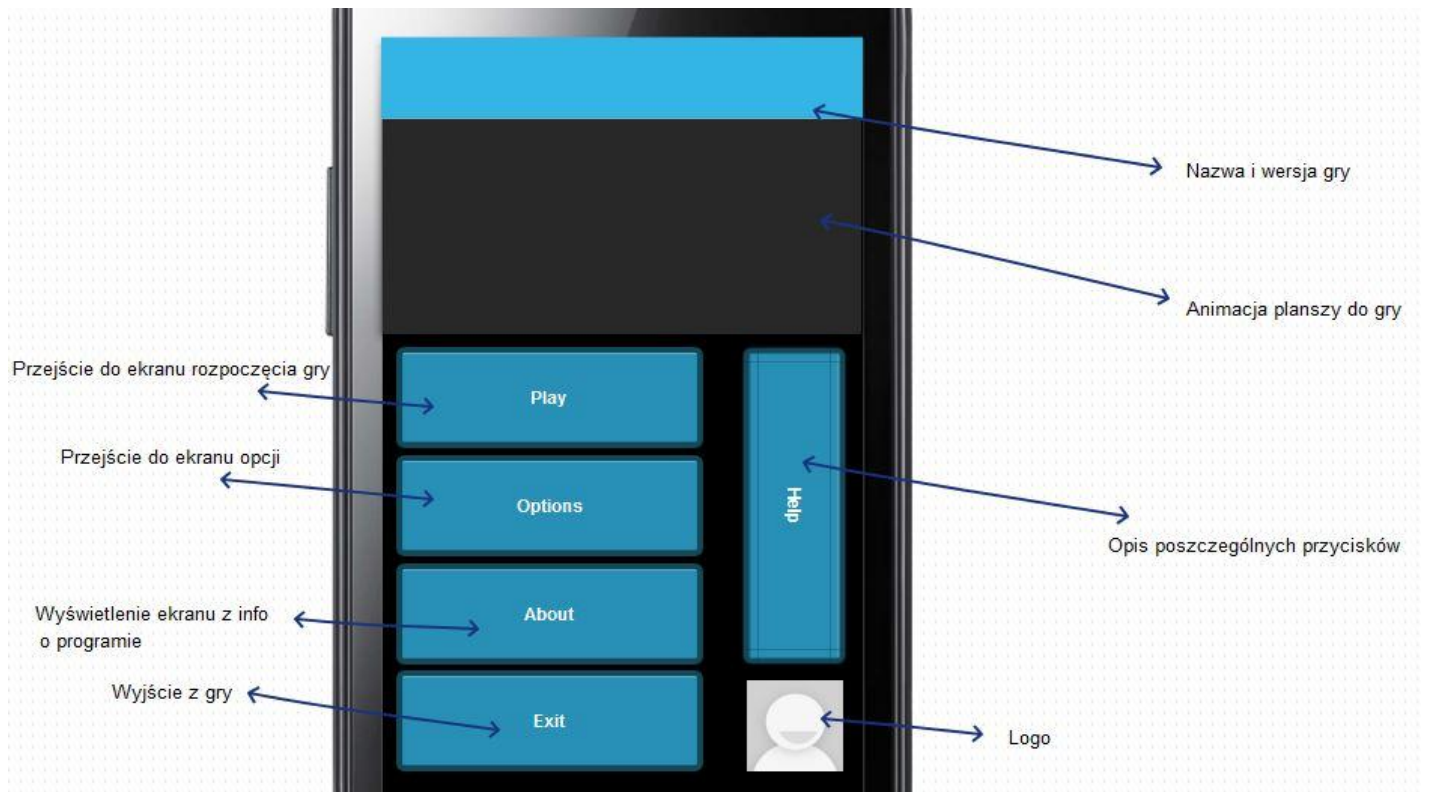 Nazwa i wersja gry
Animacja planszy do gry
Przejście do ekranu rozpoczęcia gry
Play
Przejście do ekranu opcji
Options
Help
Opis poszczególnych przycisków
Wyświetlenie ekranu z info
o programie
About
Wyjście z gry
Exit
Logo